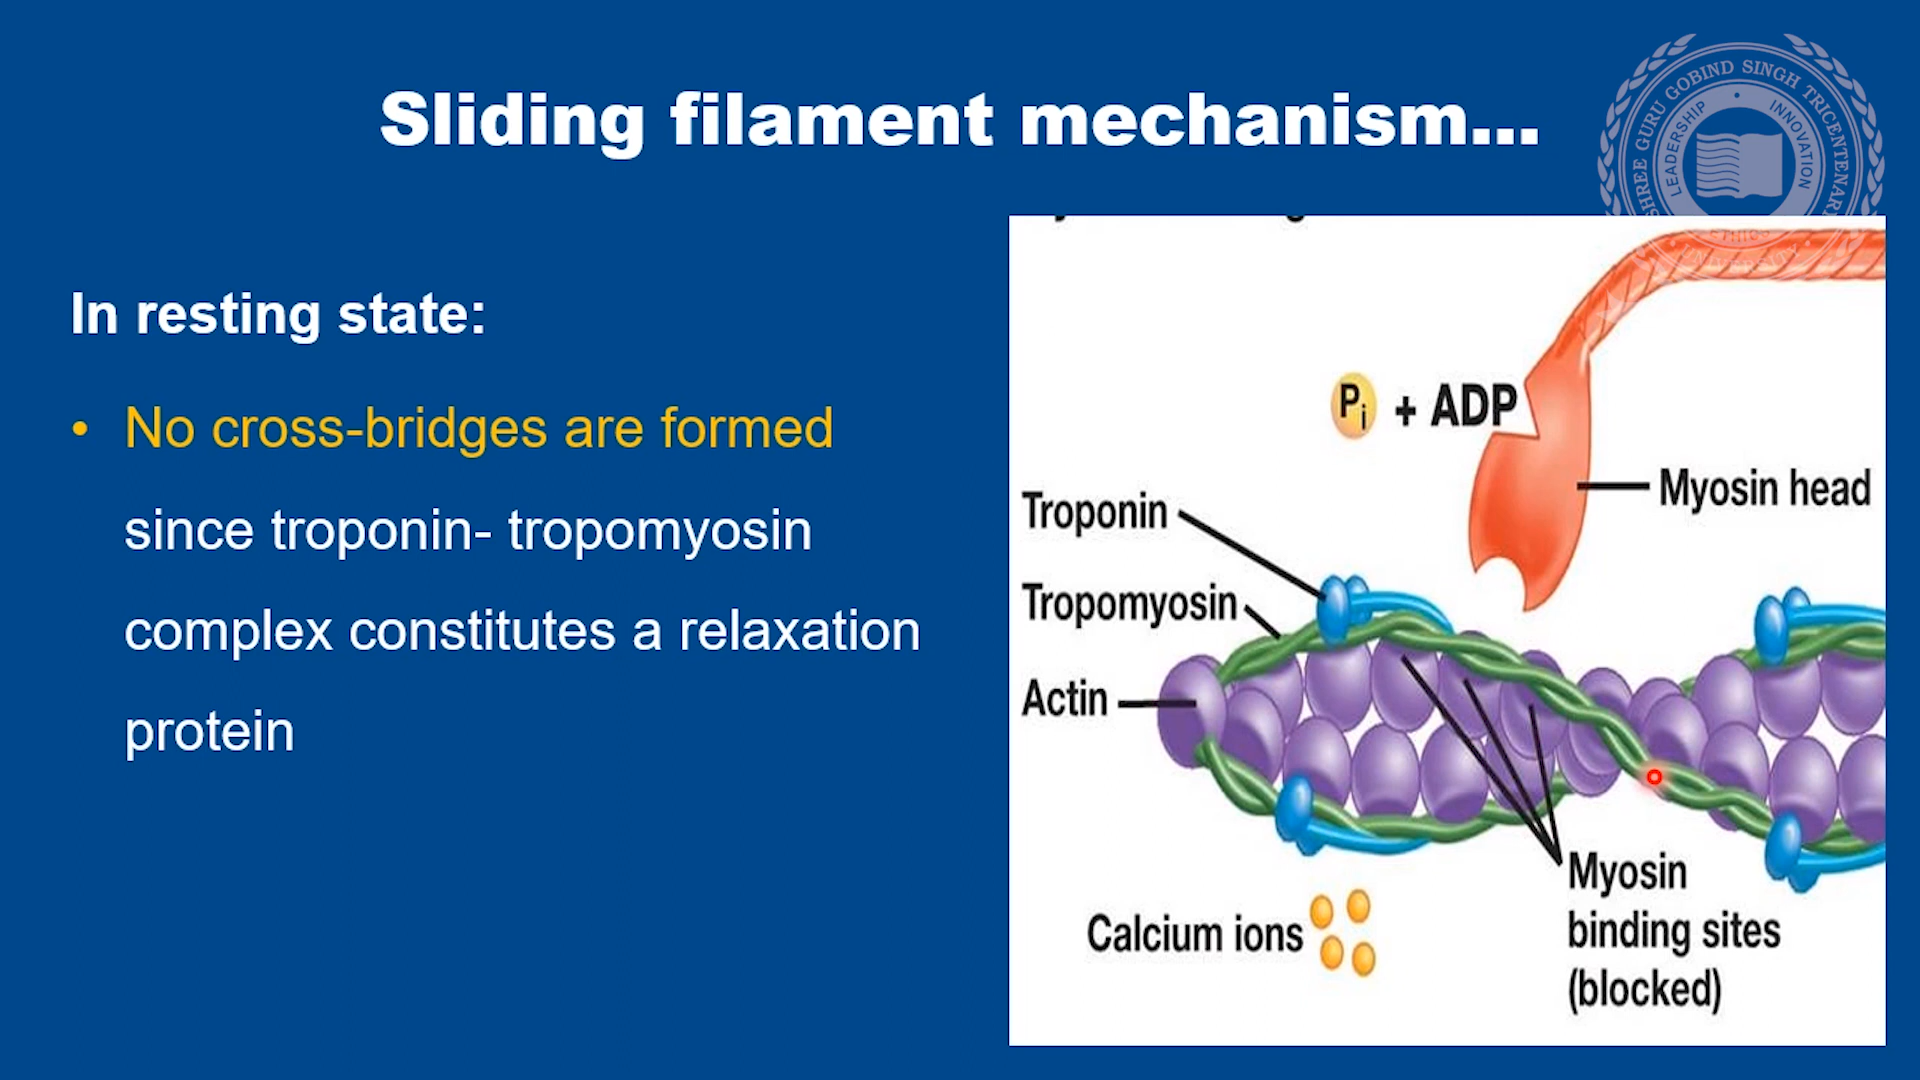 Sliding filament mechanism...
SHREE GURU GOBIND SINGH TRICENTENARY
UNIVERSITY
LEADERSHIP
INNOVATION
ETHICS
In resting state:
• No cross-bridges are formed
since troponin- tropomyosin
complex constitutes a relaxation
protein
Pi + ADP
Myosin head
Troponin
Tropomyosin
Actin
Calcium ions
Myosin
binding sites
(blocked)